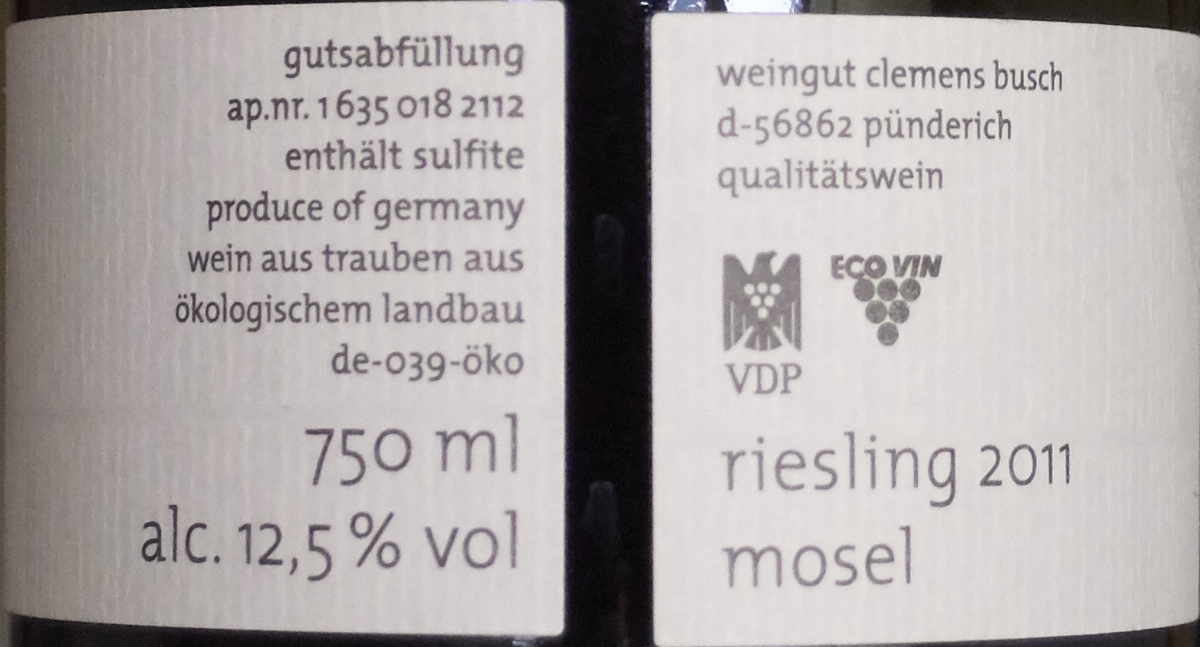 gutsabfüllung
ap.nr. 1 635 018 2112
enthält sulfite
produce of germany
wein aus trauben aus
ökologischem landbau
de-039-öko
750 ml
alc. 12,5 % vol
weingut clemens busch
d-56862 pünderich
qualitätswein
ECO VIN
VDP
riesling 2011
mosel